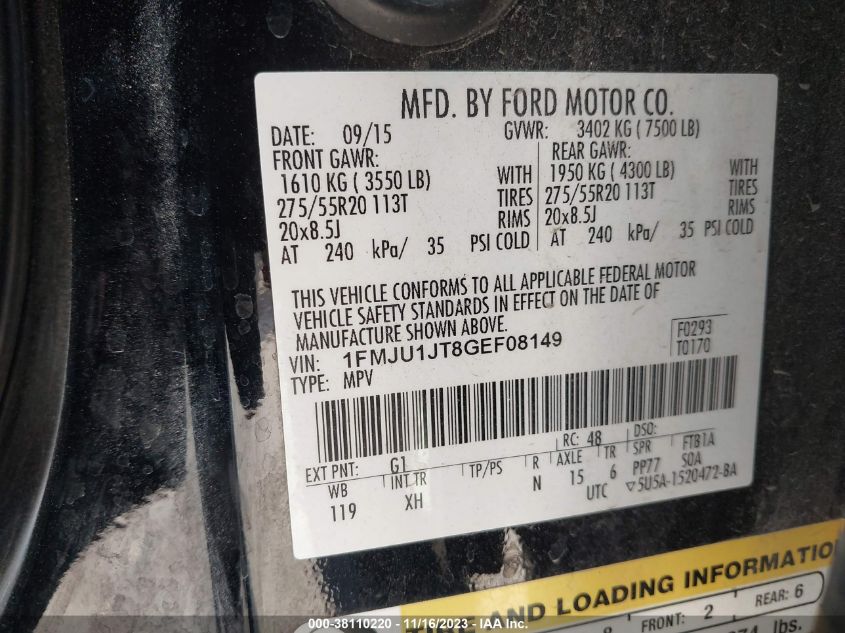 MFD. BY FORD MOTOR CO.
DATE: 09/15 GVWR: 3402 KG ( 7500 LB)
FRONT GAWR: REAR GAWR:
1610 KG ( 3550 LB) WITH 1950 KG ( 4300 LB) WITH
275/55R20 113T TIRES 275/55R20 113T TIRES
20x8.5J RIMS 20x8.5J RIMS
AT 240 kPa/ 35 PSI COLD AT 240 kPa/ 35 PSI COLD
THIS VEHICLE CONFORMS TO ALL APPLICABLE FEDERAL MOTOR
VEHICLE SAFETY STANDARDS IN EFFECT ON THE DATE OF
MANUFACTURE SHOWN ABOVE.
VIN: 1FMJU1JT8GEF08149 F0293
TYPE: MPV T0170
EXT PNT: G1 RC: 48 DSO:
WB INT TR TP/PS R AXLE TR SPR FTB1A
119 XH N 15 6 PP77 SOA
UTC ▽5U5A-1520472-BA
TIRE AND LOADING INFORMATION
8 FRONT: 2 REAR: 6
lbs.
000-38110220 - 11/16/2023 - IAA Inc.